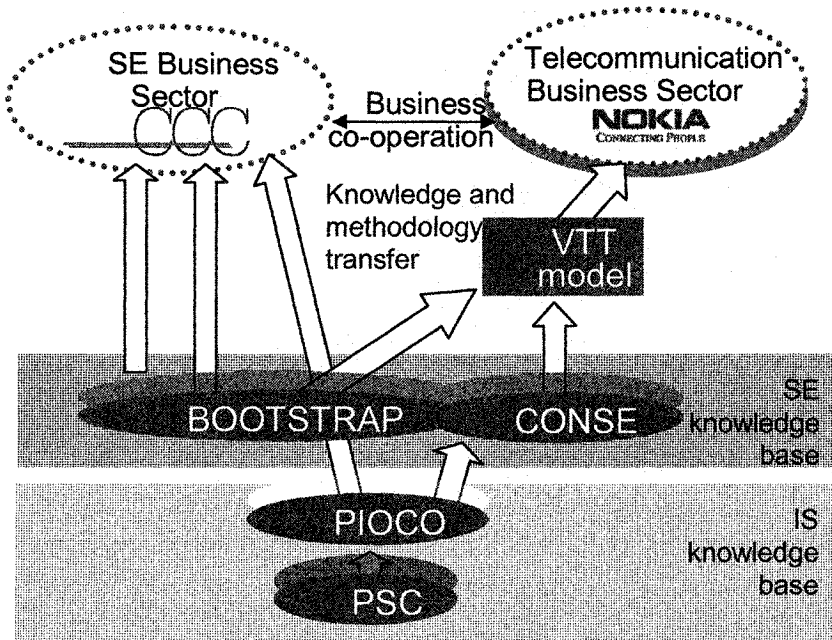 SE Business
Sector
CCC
Telecommunication
Business Sector
NOKIA
CONNECTING PEOPLE
Business
co-operation
Knowledge and
methodology
transfer
VTT
model
BOOTSTRAP
CONSE
SE
knowledge
base
PIOCO
PSC
IS
knowledge
base